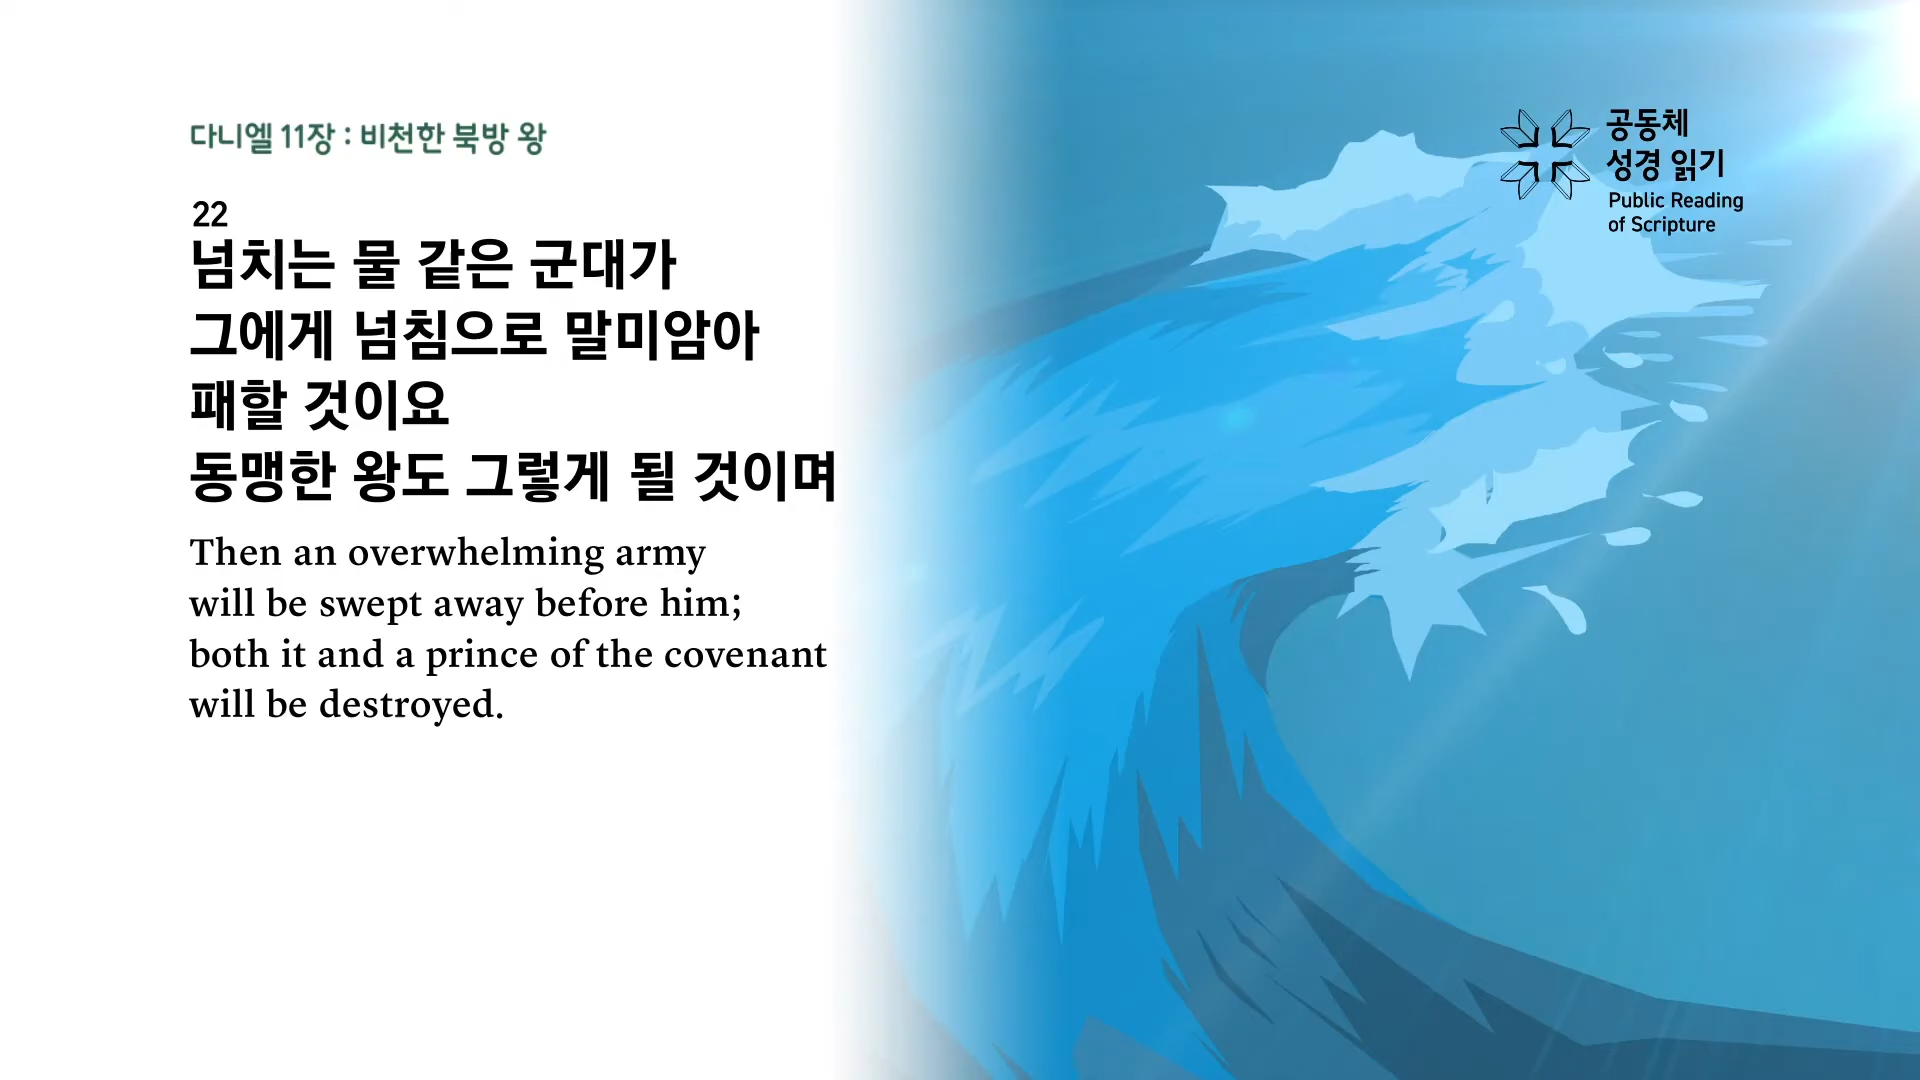 다니엘 11장 : 비천한 북방 왕
22
넘치는 물 같은 군대가
그에게 넘침으로 말미암아
패할 것이요
동맹한 왕도 그렇게 될 것이며
Then an overwhelming army
will be swept away before him;
both it and a prince of the covenant
will be destroyed.
공동체
성경 읽기
Public Reading
of Scripture